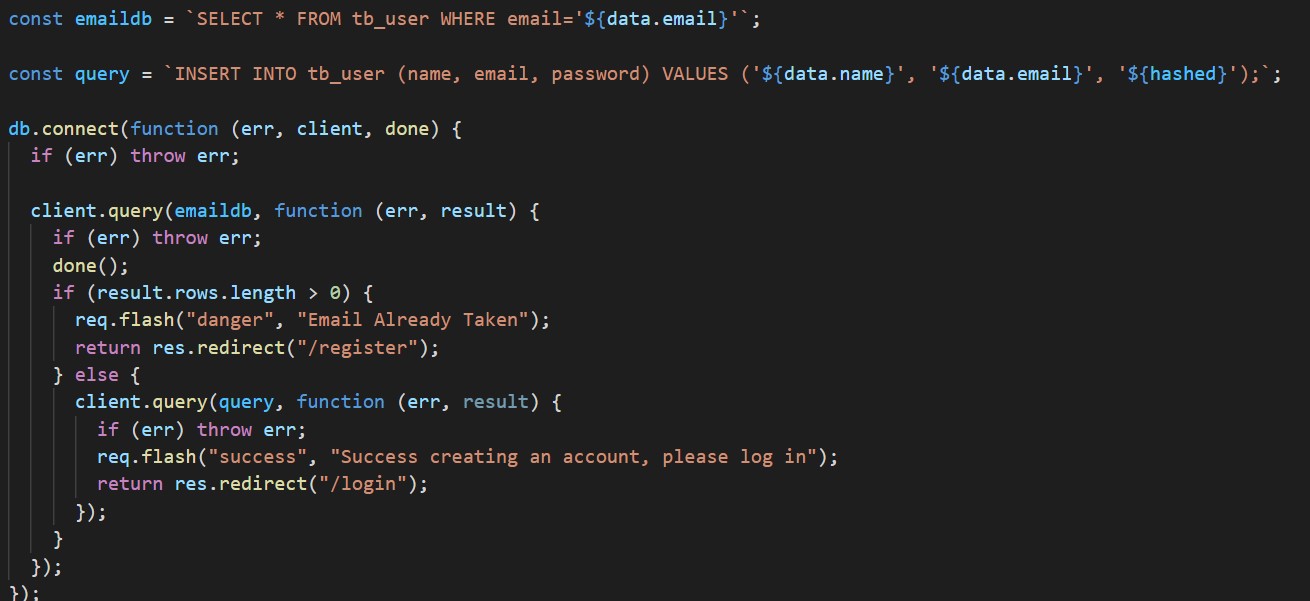 const emaildb = `SELECT * FROM tb_user WHERE email='${data.email}'`;
const query = `INSERT INTO tb_user (name, email, password) VALUES ('${data.name}', '${data.email}', '${hashed}');`;
db.connect(function (err, client, done) {
if (err) throw err;
client.query(emaildb, function (err, result) {
if (err) throw err;
done();
if (result.rows.length > 0) {
req.flash("danger", "Email Already Taken");
return res.redirect("/register");
} else {
client.query(query, function (err, result) {
if (err) throw err;
req.flash("success", "Success creating an account, please log in");
return res.redirect("/login");
});
}
});
});